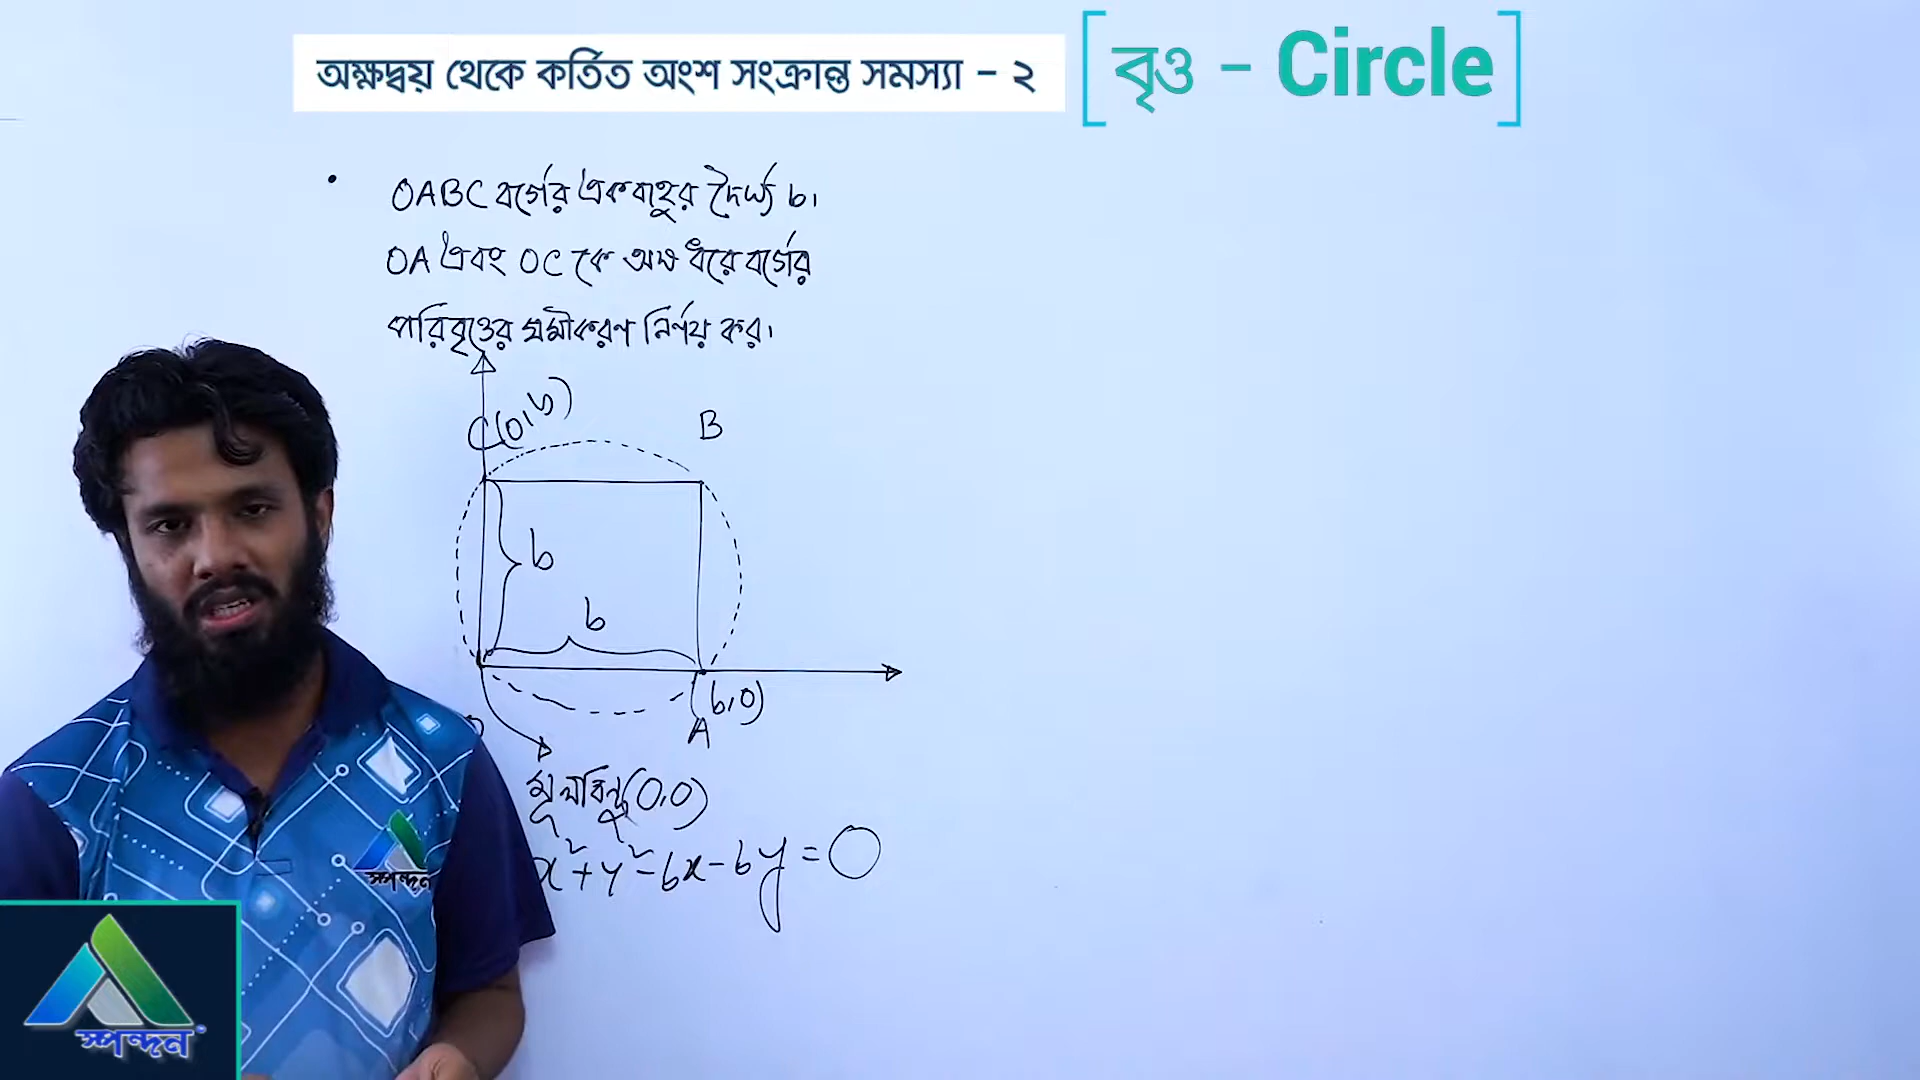 অক্ষদ্বয় থেকে কর্তিত অংশ সংক্রান্ত সমস্যা – ২
[বৃত্ত – Circle]
• OABC বর্গের একবাহুর দৈর্ঘ্য b।
OA এবং OC কে অক্ষ ধরে বর্গের
পরিবৃত্তের সমীকরণ নির্ণয় কর।
C(0,b)
B
b
b
(b,0)
A
মূলবিন্দু(0,0)
x²+y²-bx-by=0
স্পন্দন
স্পন্দন